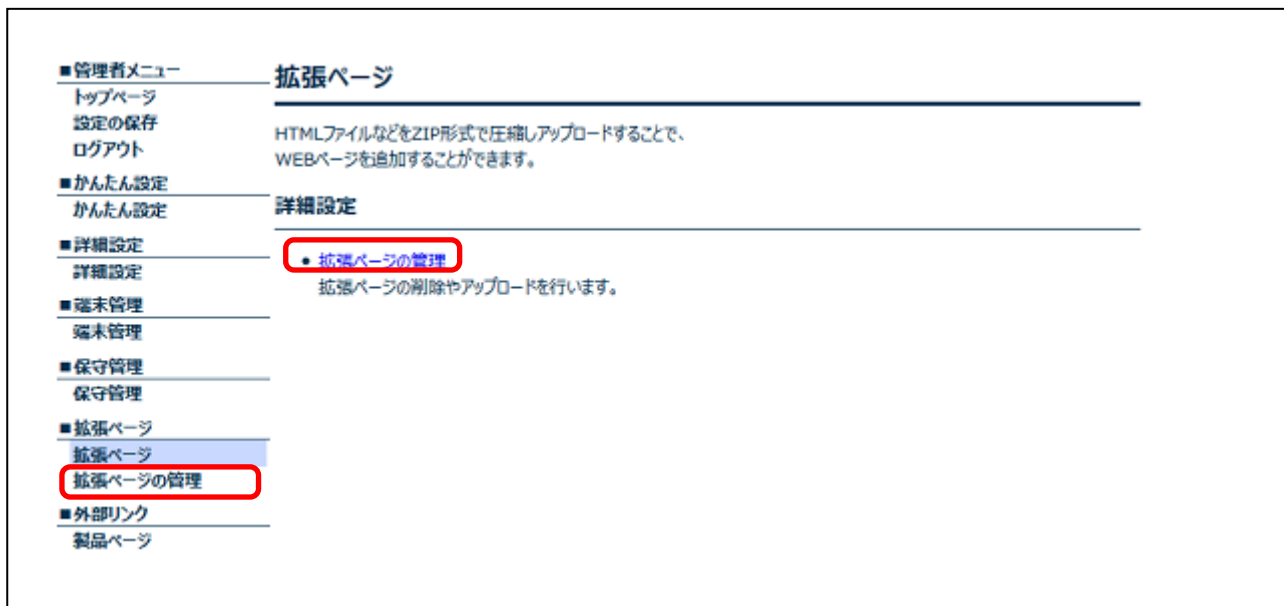 ■管理者メニュー
トップページ
設定の保存
ログアウト
■かんたん設定
かんたん設定
■詳細設定
詳細設定
■端末管理
端末管理
■保守管理
保守管理
■拡張ページ
拡張ページ
拡張ページの管理
■外部リンク
製品ページ
拡張ページ
HTMLファイルなどをZIP形式で圧縮しアップロードすることで、
WEBページを追加することができます。
詳細設定
• 拡張ページの管理
拡張ページの削除やアップロードを行います。